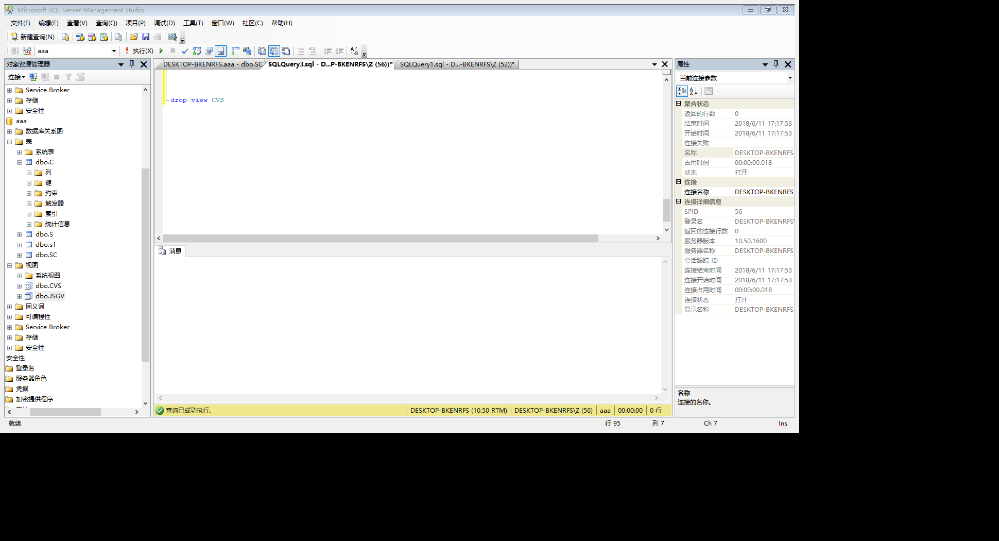 Microsoft SQL Server Management Studio
文件(F) 编辑(E) 查看(V) 查询(Q) 项目(P) 调试(D) 工具(T) 窗口(W) 社区(C) 帮助(H)
新建查询(N)
aaa 执行(X)
对象资源管理器
连接
Service Broker
存储
安全性
aaa
数据库关系图
表
系统表
dbo.C
列
键
约束
触发器
索引
统计信息
dbo.S
dbo.s1
dbo.SC
视图
系统视图
dbo.CVS
dbo.JSGV
同义词
可编程性
Service Broker
存储
安全性
安全性
登录名
服务器角色
凭据
加密提供程序
DESKTOP-BKENRFS.aaa - dbo.SC SQLQuery3.sql - D...P-BKENRFS\Z (56))* SQLQuery1.sql - D...-BKENRFS\Z (52))*
drop view CVS
消息
查询已成功执行。 DESKTOP-BKENRFS (10.50 RTM) DESKTOP-BKENRFS\Z (56) aaa 00:00:00 0 行
属性
当前连接参数
聚合状态
返回的行数 0
结束时间 2018/6/11 17:17:53
开始时间 2018/6/11 17:17:53
连接失败
名称 DESKTOP-BKENRFS
占用时间 00:00:00.018
状态 打开
连接
连接名称 DESKTOP-BKENRFS
连接详细信息
SPID 56
登录名 DESKTOP-BKENRFS\
返回的连接行数 0
服务器版本 10.50.1600
服务器名称 DESKTOP-BKENRFS
会话跟踪 ID
连接结束时间 2018/6/11 17:17:53
连接开始时间 2018/6/11 17:17:53
连接占用时间 00:00:00.018
连接状态 打开
显示名称 DESKTOP-BKENRFS
名称
连接的名称。
就绪 行 95 列 7 Ch 7 Ins